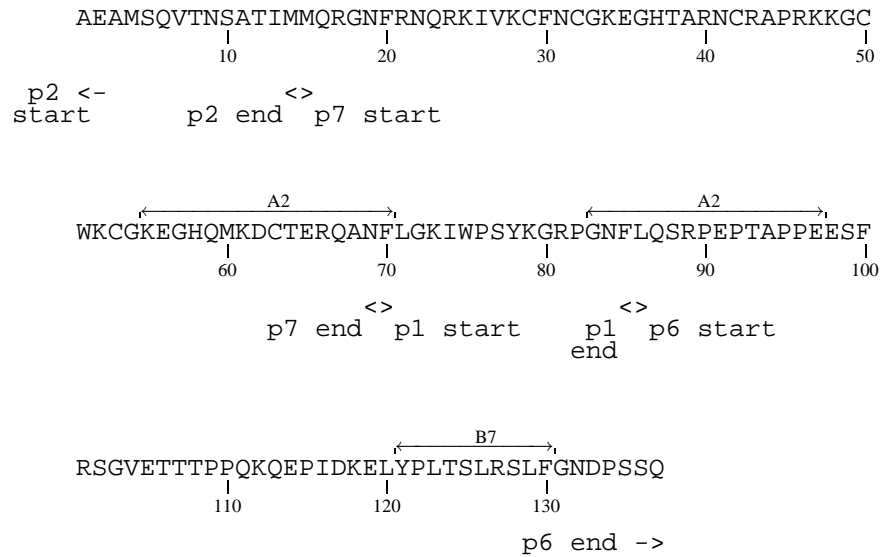 AEAMSQVTNSATIMMQRGNFRNQRKIVKCFNCGKEGHTARNCRAPRKKGC
10 20 30 40 50
p2 <- <>
start p2 end p7 start
A2 A2
WKCGKEGHQMKDCTERQANFLGKIWPSYKGRPGNFLQSRPEPTAPPEESF
60 70 80 90 100
<> <>
p7 end p1 start p1 p6 start
end
B7
RSGVETTTPPQKQEPIDKELYPLTSLRSLFGNDPSSQ
110 120 130
p6 end ->